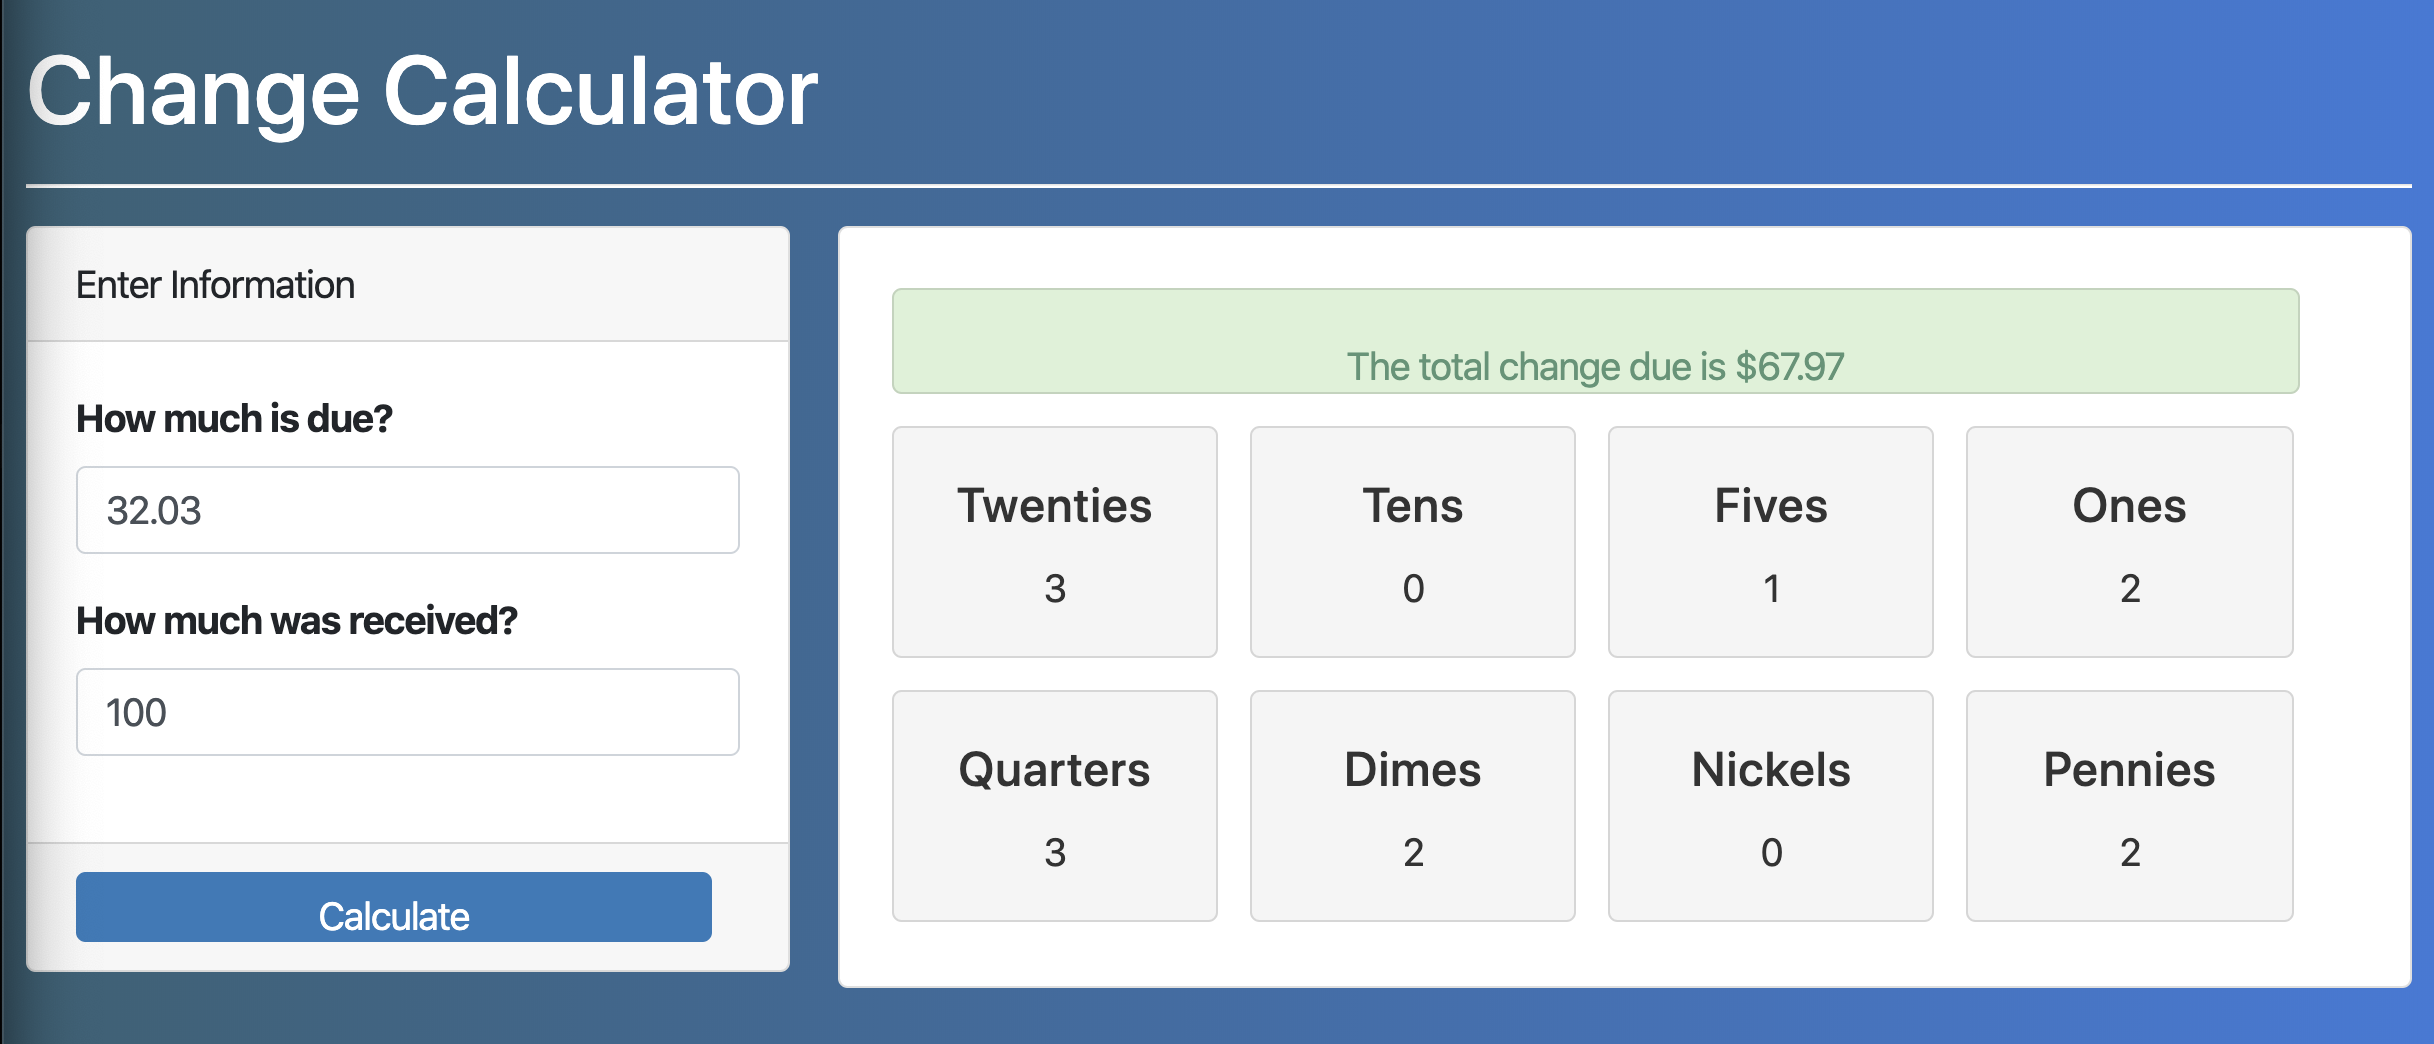 Change Calculator
Enter Information
How much is due?
32.03
How much was received?
100
Calculate
The total change due is $67.97
Twenties
3
Tens
0
Fives
1
Ones
2
Quarters
3
Dimes
2
Nickels
0
Pennies
2